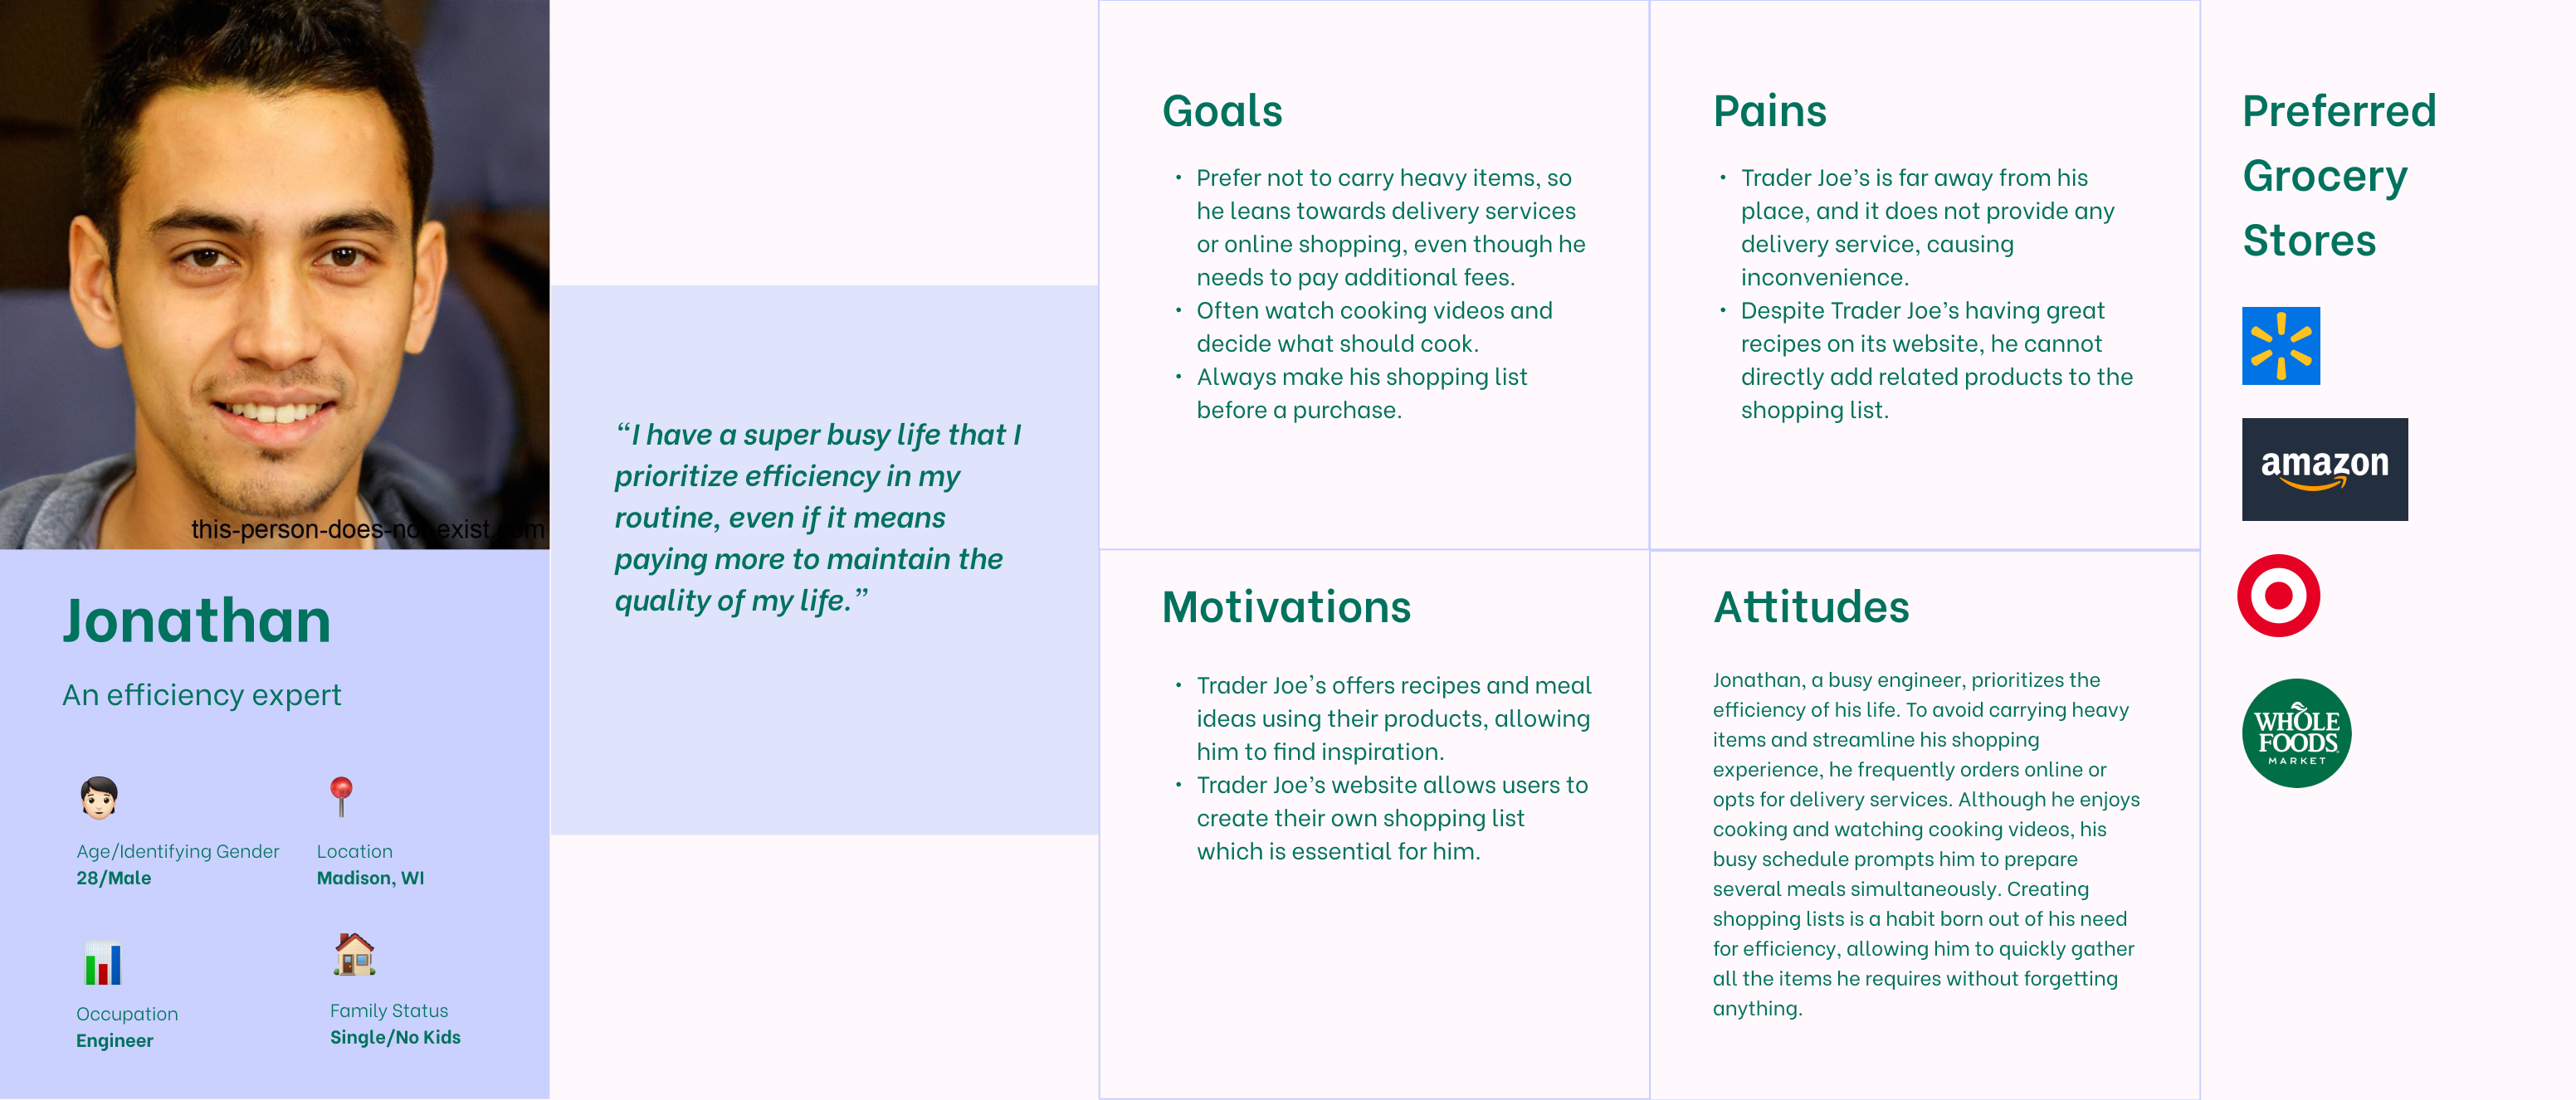 this-person-does-not-exist.com
Jonathan
An efficiency expert
Age/Identifying Gender
28/Male
Location
Madison, WI
Occupation
Engineer
Family Status
Single/No Kids
“I have a super busy life that I
prioritize efficiency in my
routine, even if it means
paying more to maintain the
quality of my life.”
Goals
• Prefer not to carry heavy items, so
he leans towards delivery services
or online shopping, even though he
needs to pay additional fees.
• Often watch cooking videos and
decide what should cook.
• Always make his shopping list
before a purchase.
Pains
• Trader Joe’s is far away from his
place, and it does not provide any
delivery service, causing
inconvenience.
• Despite Trader Joe’s having great
recipes on its website, he cannot
directly add related products to the
shopping list.
Motivations
• Trader Joe's offers recipes and meal
ideas using their products, allowing
him to find inspiration.
• Trader Joe’s website allows users to
create their own shopping list
which is essential for him.
Attitudes
Jonathan, a busy engineer, prioritizes the
efficiency of his life. To avoid carrying heavy
items and streamline his shopping
experience, he frequently orders online or
opts for delivery services. Although he enjoys
cooking and watching cooking videos, his
busy schedule prompts him to prepare
several meals simultaneously. Creating
shopping lists is a habit born out of his need
for efficiency, allowing him to quickly gather
all the items he requires without forgetting
anything.
Preferred
Grocery
Stores
amazon
WHOLE
FOODS
MARKET